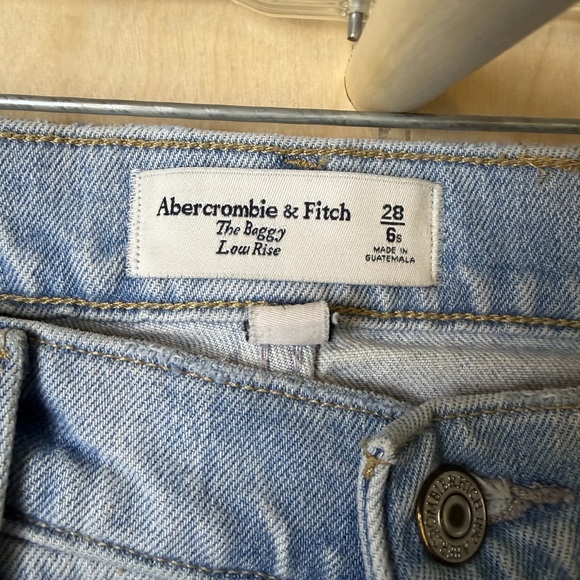 Abercrombie & Fitch
The Baggy
Low Rise
28
6s
MADE IN
GUATEMALA